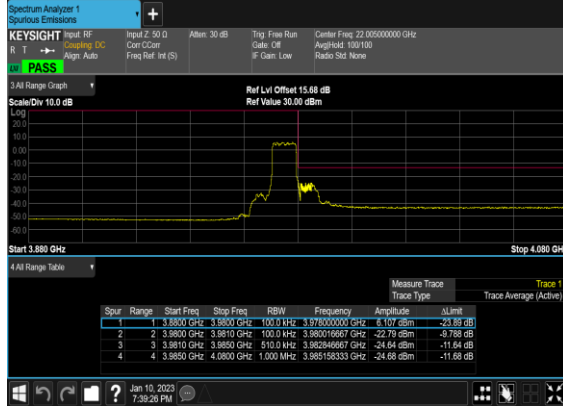 Spectrum Analyzer 1
Spurious Emissions
+
KEYSIGHT Input: RF Input Z: 50 Ω Atten: 30 dB Trig: Free Run Center Freq: 22.005000000 GHz
R T Coupling: DC Corr CCorr Gate: Off Avg|Hold: 100/100
Align: Auto Freq Ref: Int (S) IF Gain: Low Radio Std: None
PASS
3 All Range Graph
Ref Lvl Offset 15.68 dB
Scale/Div 10.0 dB Ref Value 30.00 dBm
Log
20.0
10.0
0.00
-10.0
-20.0
-30.0
-40.0
-50.0
-60.0
Start 3.880 GHz Stop 4.080 GH
4 All Range Table
Measure Trace Trace 1
Trace Type Trace Average (Active)
Spur Range Start Freq Stop Freq RBW Frequency Amplitude ΔLimit
1 1 3.8800 GHz 3.9800 GHz 100.0 kHz 3.978000000 GHz 6.107 dBm -23.89 dB
2 2 3.9800 GHz 3.9810 GHz 100.0 kHz 3.980016667 GHz -22.79 dBm -9.788 dB
3 3 3.9810 GHz 3.9850 GHz 510.0 kHz 3.982846667 GHz -24.64 dBm -11.64 dB
4 4 3.9850 GHz 4.0800 GHz 1.000 MHz 3.985158333 GHz -24.68 dBm -11.68 dB
? Jan 10, 2023
7:39:26 PM